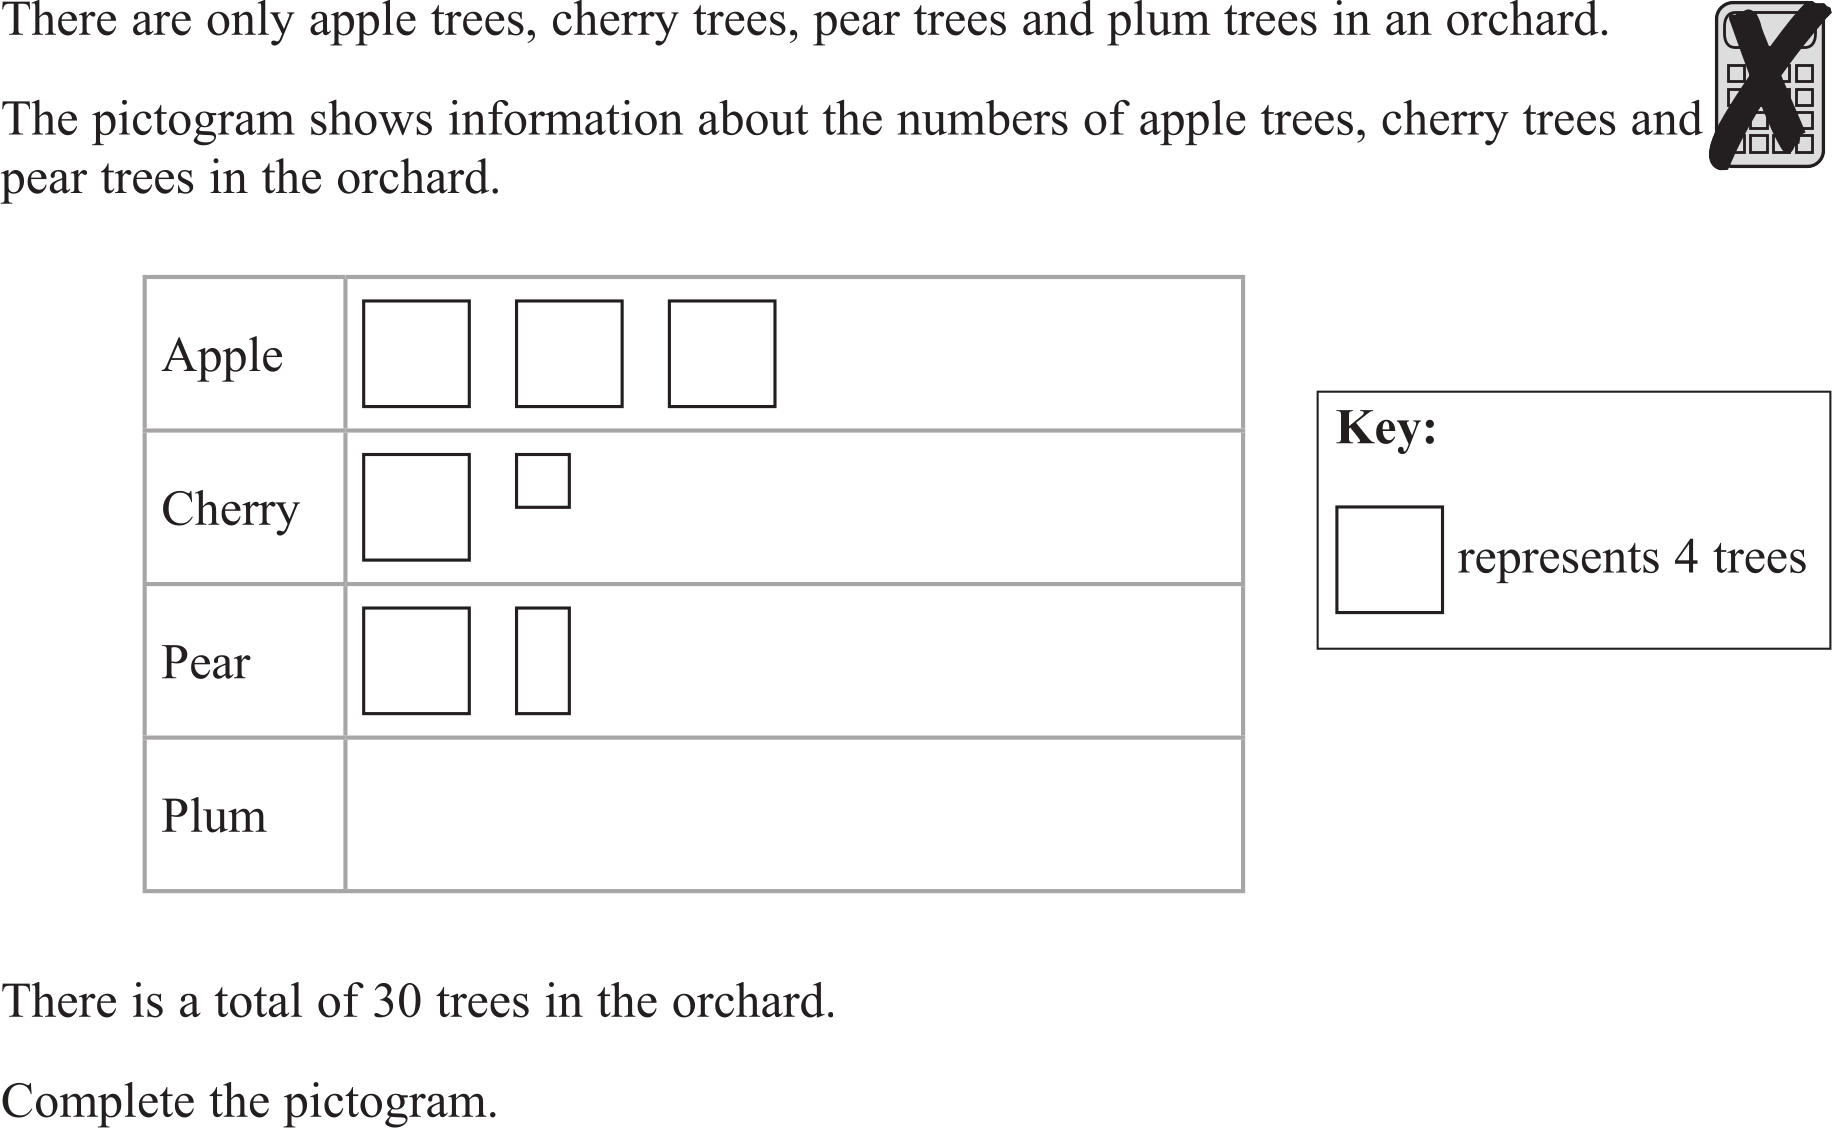 There are only apple trees, cherry trees, pear trees and plum trees in an orchard.
The pictogram shows information about the numbers of apple trees, cherry trees and
pear trees in the orchard.
Apple
Cherry
Pear
Plum
Key:
represents 4 trees
There is a total of 30 trees in the orchard.
Complete the pictogram.